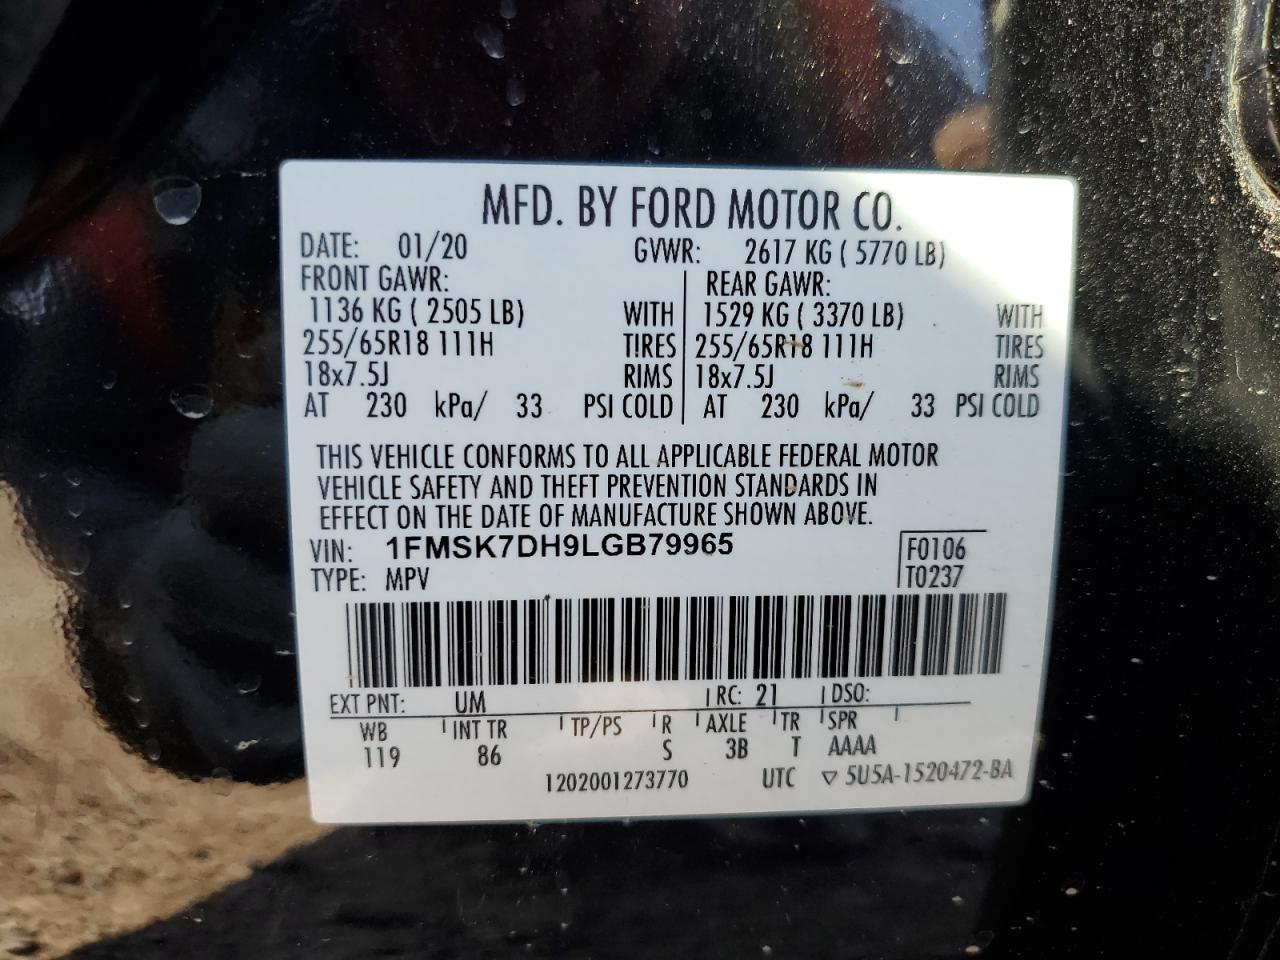 MFD. BY FORD MOTOR CO.
DATE: 01/20 GVWR: 2617 KG ( 5770 LB)
FRONT GAWR: REAR GAWR:
1136 KG ( 2505 LB) WITH 1529 KG ( 3370 LB) WITH
255/65R18 111H TIRES 255/65R18 111H TIRES
18x7.5J RIMS 18x7.5J RIMS
AT 230 kPa/ 33 PSI COLD AT 230 kPa/ 33 PSI COLD
THIS VEHICLE CONFORMS TO ALL APPLICABLE FEDERAL MOTOR
VEHICLE SAFETY AND THEFT PREVENTION STANDARDS IN
EFFECT ON THE DATE OF MANUFACTURE SHOWN ABOVE.
VIN: 1FMSK7DH9LGB79965 F0106
TYPE: MPV T0237
EXT PNT: UM RC: 21 DSO:
WB INT TR TP/PS R AXLE TR SPR
119 86 S 3B T AAAA
1202001273770 UTC ▽ 5U5A-1520472-BA